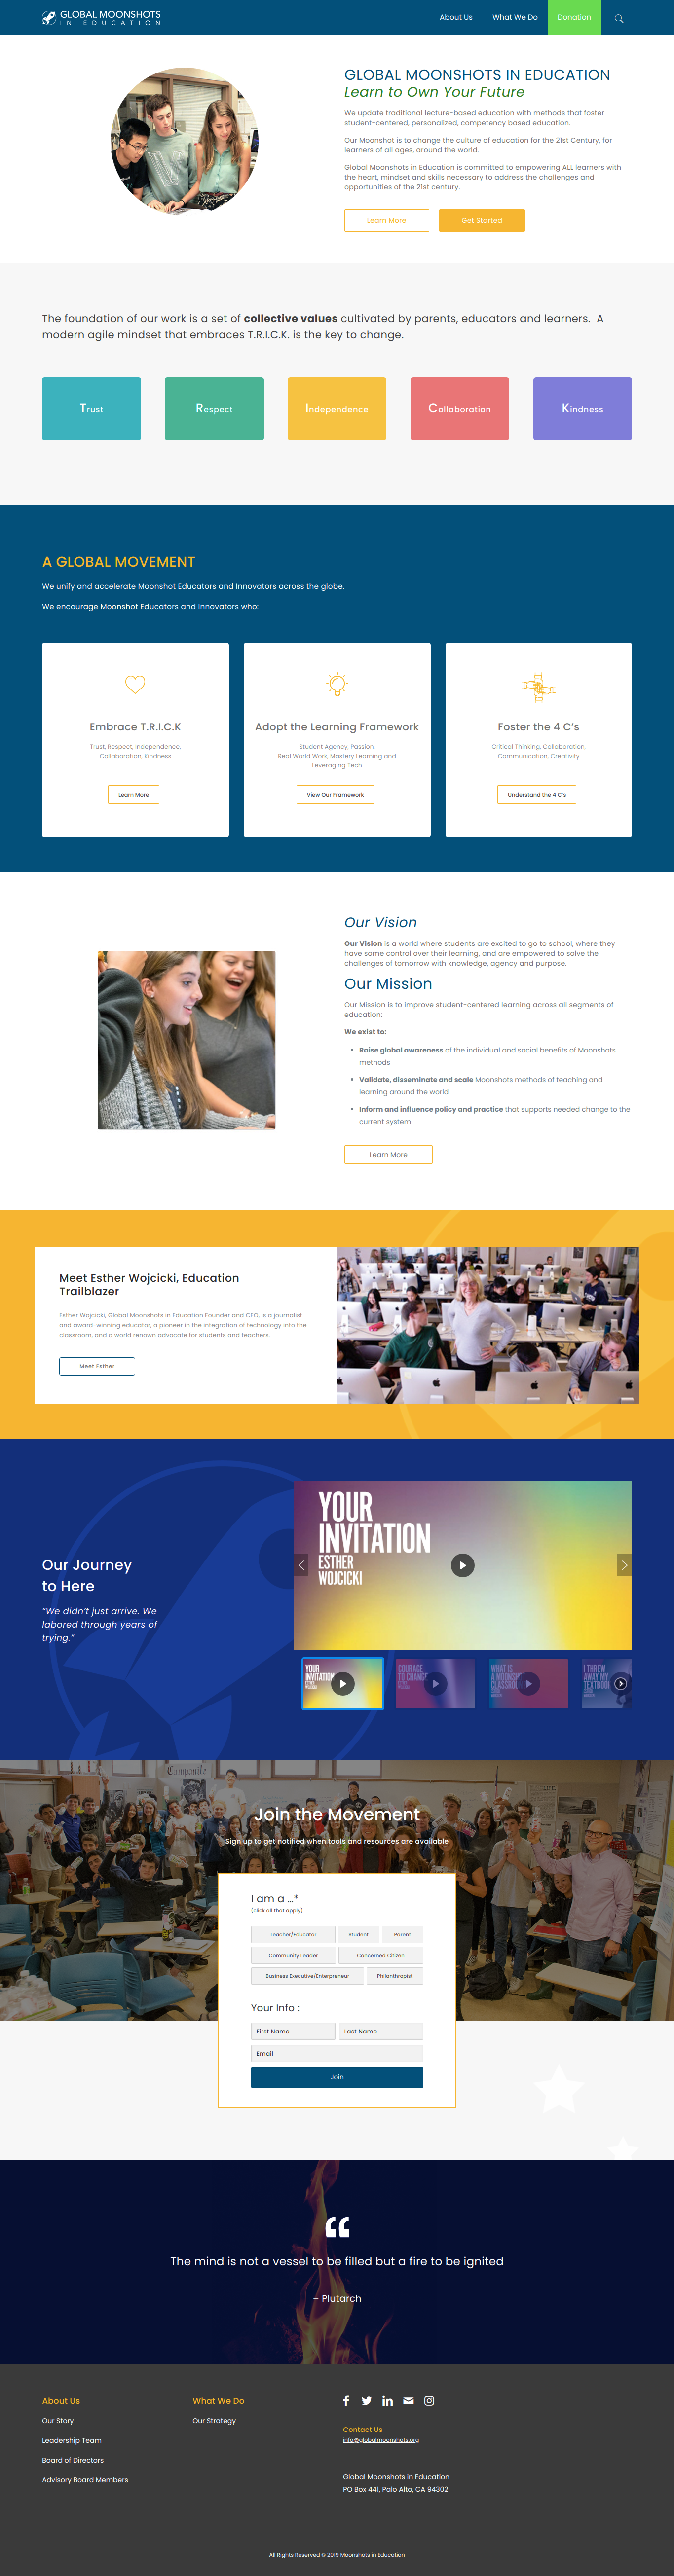 GLOBAL MOONSHOTS
IN EDUCATION
About Us
What We Do
Donation
GLOBAL MOONSHOTS IN EDUCATION
Learn to Own Your Future
We update traditional lecture-based education with methods that foster
student-centered, personalized, competency based education.
Our Moonshot is to change the culture of education for the 21st Century, for
learners of all ages, around the world.
Global Moonshots in Education is committed to empowering ALL learners with
the heart, mindset and skills necessary to address the challenges and
opportunities of the 21st century.
Learn More
Get Started
The foundation of our work is a set of collective values cultivated by parents, educators and learners. A
modern agile mindset that embraces T.R.I.C.K. is the key to change.
Trust
Respect
Independence
Collaboration
Kindness
A GLOBAL MOVEMENT
We unify and accelerate Moonshot Educators and Innovators across the globe.
We encourage Moonshot Educators and Innovators who:
Embrace T.R.I.C.K
Trust, Respect, Independence,
Collaboration, Kindness
Learn More
Adopt the Learning Framework
Student Agency, Passion,
Real World Work, Mastery Learning and
Leveraging Tech
View Our Framework
Foster the 4 C's
Critical Thinking, Collaboration,
Communication, Creativity
Understand the 4 C's
Our Vision
Our Vision is a world where students are excited to go to school, where they
have some control over their learning, and are empowered to solve the
challenges of tomorrow with knowledge, agency and purpose.
Our Mission
Our Mission is to improve student-centered learning across all segments of
education:
We exist to:
• Raise global awareness of the individual and social benefits of Moonshots
methods
• Validate, disseminate and scale Moonshots methods of teaching and
learning around the world
• Inform and influence policy and practice that supports needed change to the
current system
Learn More
Meet Esther Wojcicki, Education
Trailblazer
Esther Wojcicki, Global Moonshots in Education Founder and CEO, is a journalist
and award-winning educator, a pioneer in the integration of technology into the
classroom, and a world renown advocate for students and teachers.
Meet Esther
Our Journey
to Here
“We didn’t just arrive. We
labored through years of
trying.”
YOUR
INVITATION
ESTHER
WOJCICKI
YOUR
INVITATION
ESTHER
WOJCICKI
COURAGE
TO CHANGE
WHAT IS
A MOONSHOT
CLASSROOM
I THREW
AWAY MY
TEXTBOOK
Campanile
Join the Movement
Sign up to get notified when tools and resources are available
I am a ...*
(click all that apply)
Teacher/Educator
Student
Parent
Community Leader
Concerned Citizen
Business Executive/Enterpreneur
Philanthropist
Your Info :
First Name
Last Name
Email
Join
“
The mind is not a vessel to be filled but a fire to be ignited
– Plutarch
About Us
Our Story
Leadership Team
Board of Directors
Advisory Board Members
What We Do
Our Strategy
Contact Us
info@globalmoonshots.org
Global Moonshots in Education
PO Box 441, Palo Alto, CA 94302
All Rights Reserved © 2019 Moonshots in Education